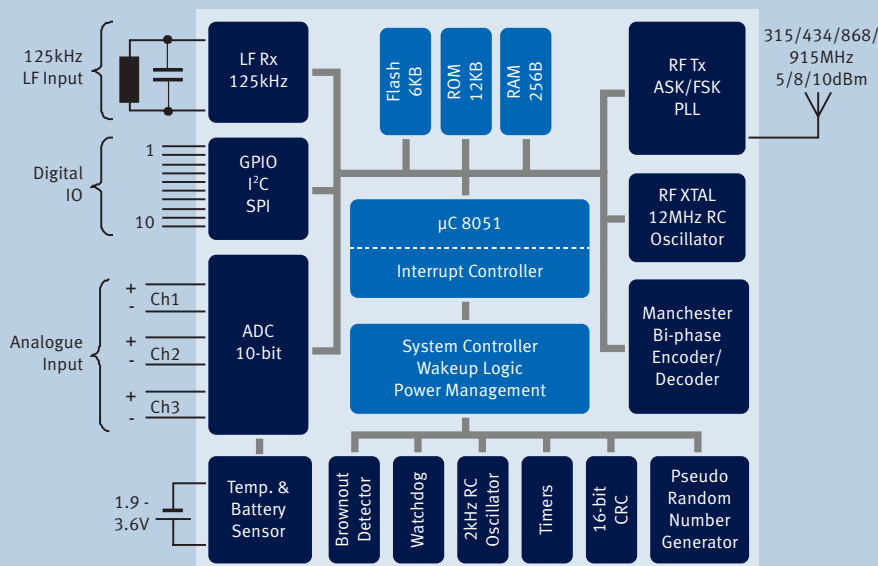 125kHz
LF Input
LF Rx
125kHz
Flash
6KB
ROM
12KB
RAM
256B
RF Tx
ASK/FSK
PLL
315/434/868/
915MHz
5/8/10dBm
Digital
IO
1
10
GPIO
I²C
SPI
µC 8051
Interrupt Controller
RF XTAL
12MHz RC
Oscillator
Analogue
Input
+
- Ch1
+
- Ch2
+
- Ch3
ADC
10-bit
System Controller
Wakeup Logic
Power Management
Manchester
Bi-phase
Encoder/
Decoder
1.9 -
3.6V
Temp. &
Battery
Sensor
Brownout
Detector
Watchdog
2kHz RC
Oscillator
Timers
16-bit
CRC
Pseudo
Random
Number
Generator